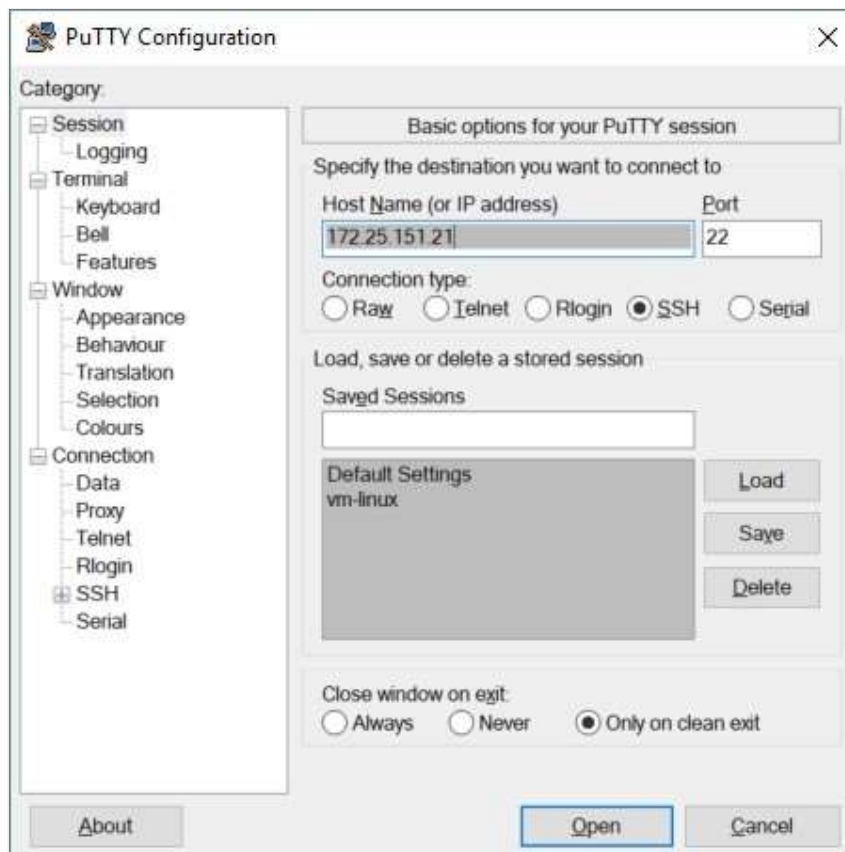 PuTTY Configuration
Category:
Session
Logging
Terminal
Keyboard
Bell
Features
Window
Appearance
Behaviour
Translation
Selection
Colours
Connection
Data
Proxy
Telnet
Rlogin
SSH
Serial
Basic options for your PuTTY session
Specify the destination you want to connect to
Host Name (or IP address) Port
172.25.151.21 22
Connection type:
Raw Telnet Rlogin SSH Serial
Load, save or delete a stored session
Saved Sessions
Default Settings
vm-linux
Load
Save
Delete
Close window on exit:
Always Never Only on clean exit
About Open Cancel